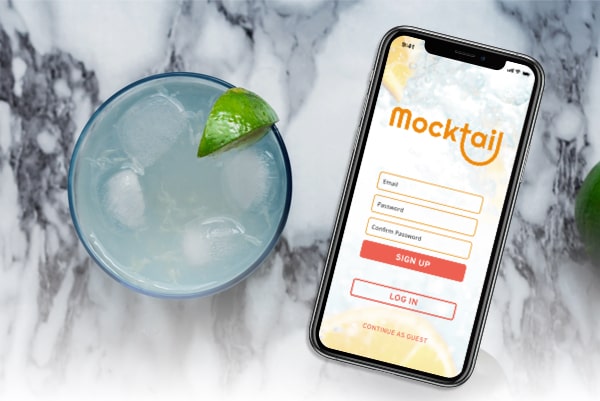 9:41
Mocktail
Email
Password
Confirm Password
SIGN UP
LOG IN
CONTINUE AS GUEST